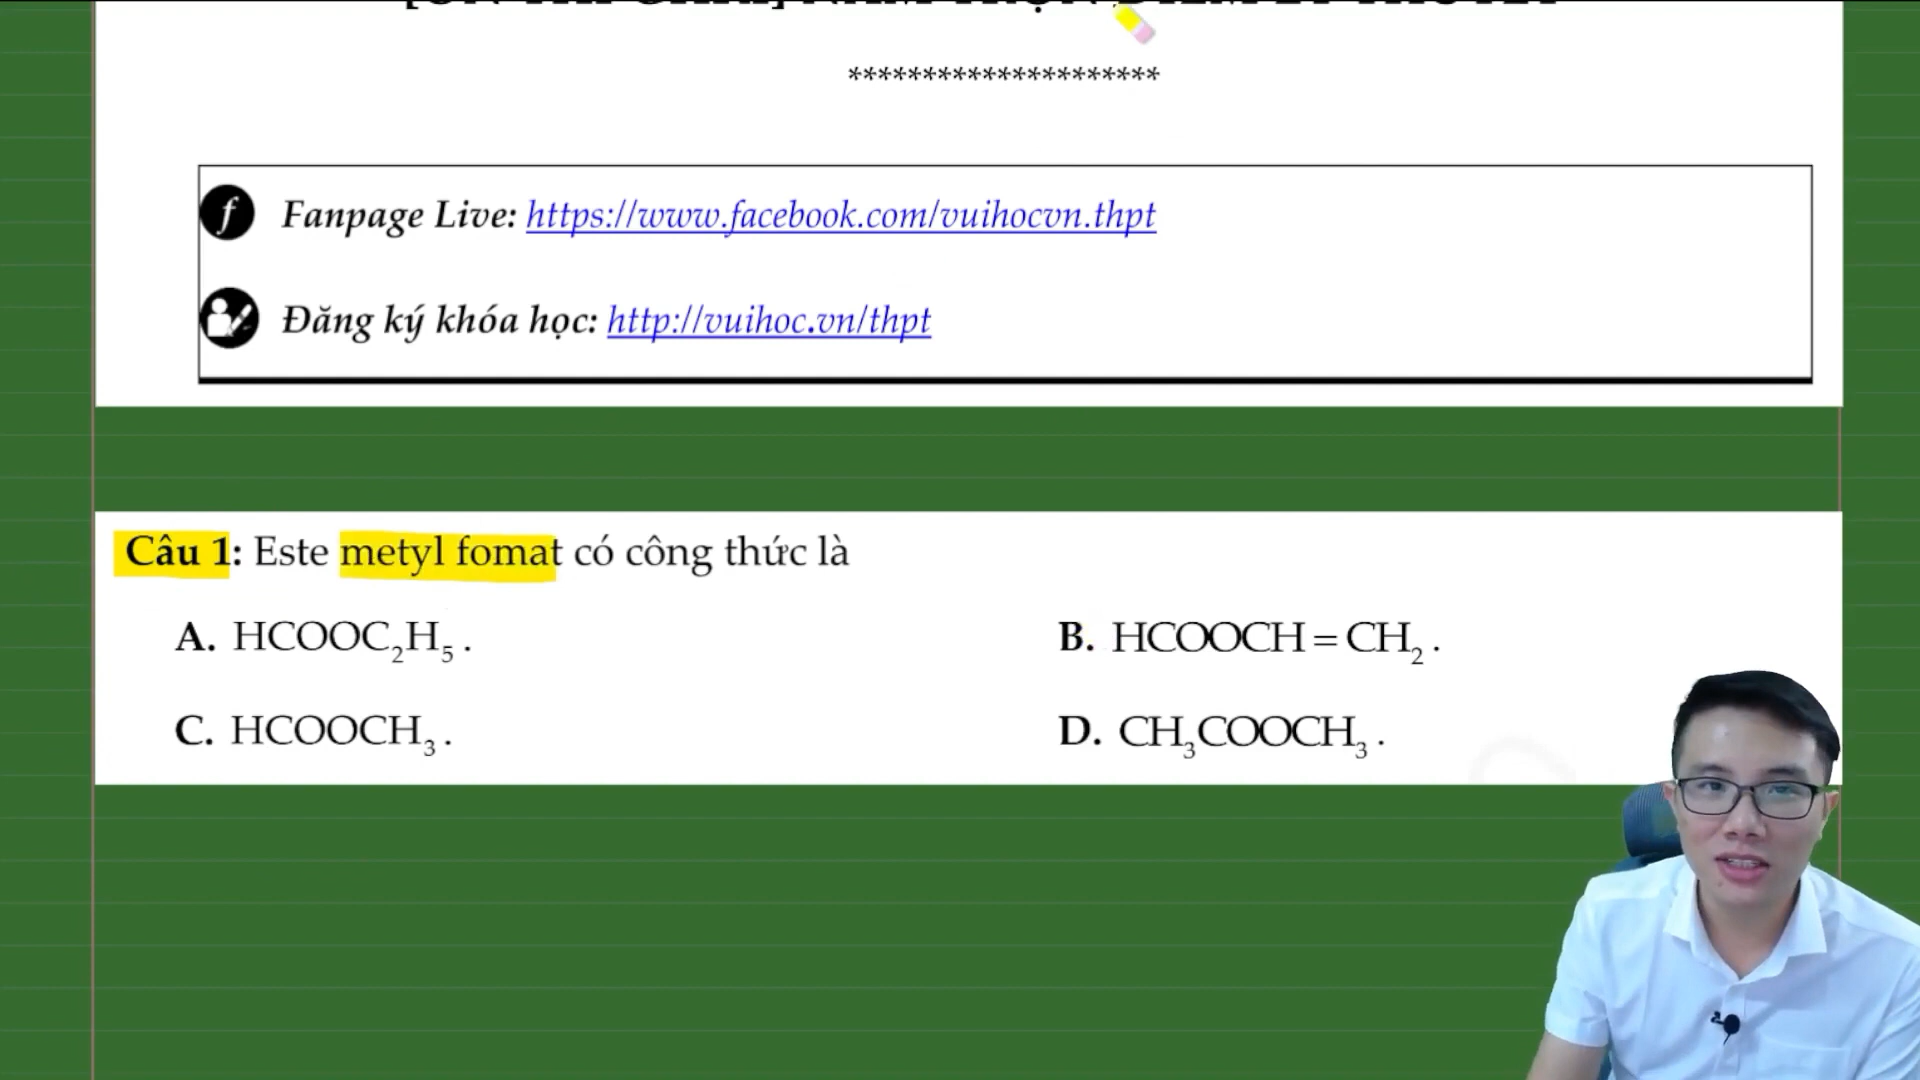 *********************
Fanpage Live: https://www.facebook.com/vuihocvn.thpt
Đăng ký khóa học: http://vuihoc.vn/thpt
Câu 1: Este metyl fomat có công thức là
A. HCOOC₂H₅ .
B. HCOOCH = CH₂ .
C. HCOOCH₃ .
D. CH₃COOCH₃ .